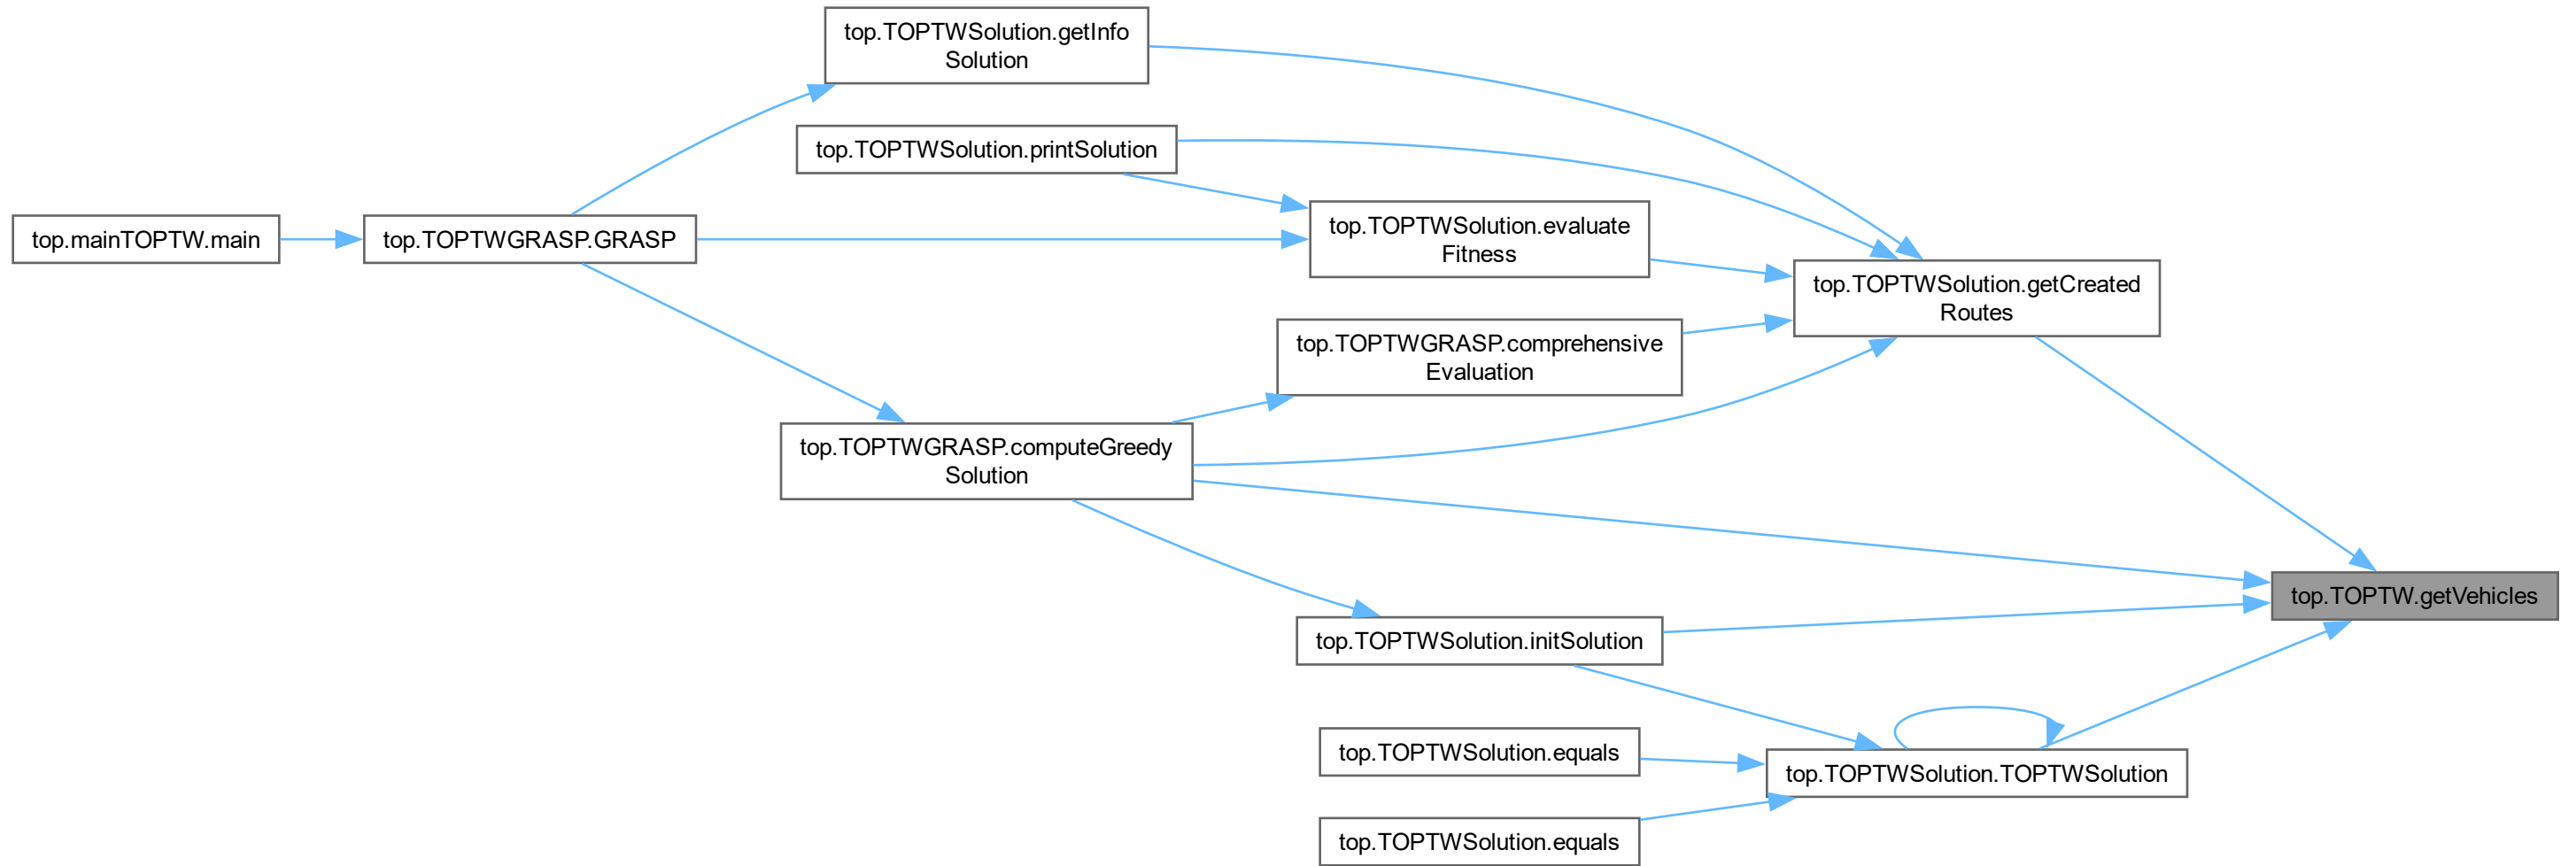 top.TOPTWSolution.getInfo
Solution
top.TOPTWSolution.printSolution
top.mainTOPTW.main
top.TOPTWGRASP.GRASP
top.TOPTWSolution.evaluate
Fitness
top.TOPTWSolution.getCreated
Routes
top.TOPTWGRASP.comprehensive
Evaluation
top.TOPTWGRASP.computeGreedy
Solution
top.TOPTW.getVehicles
top.TOPTWSolution.initSolution
top.TOPTWSolution.equals
top.TOPTWSolution.TOPTWSolution
top.TOPTWSolution.equals